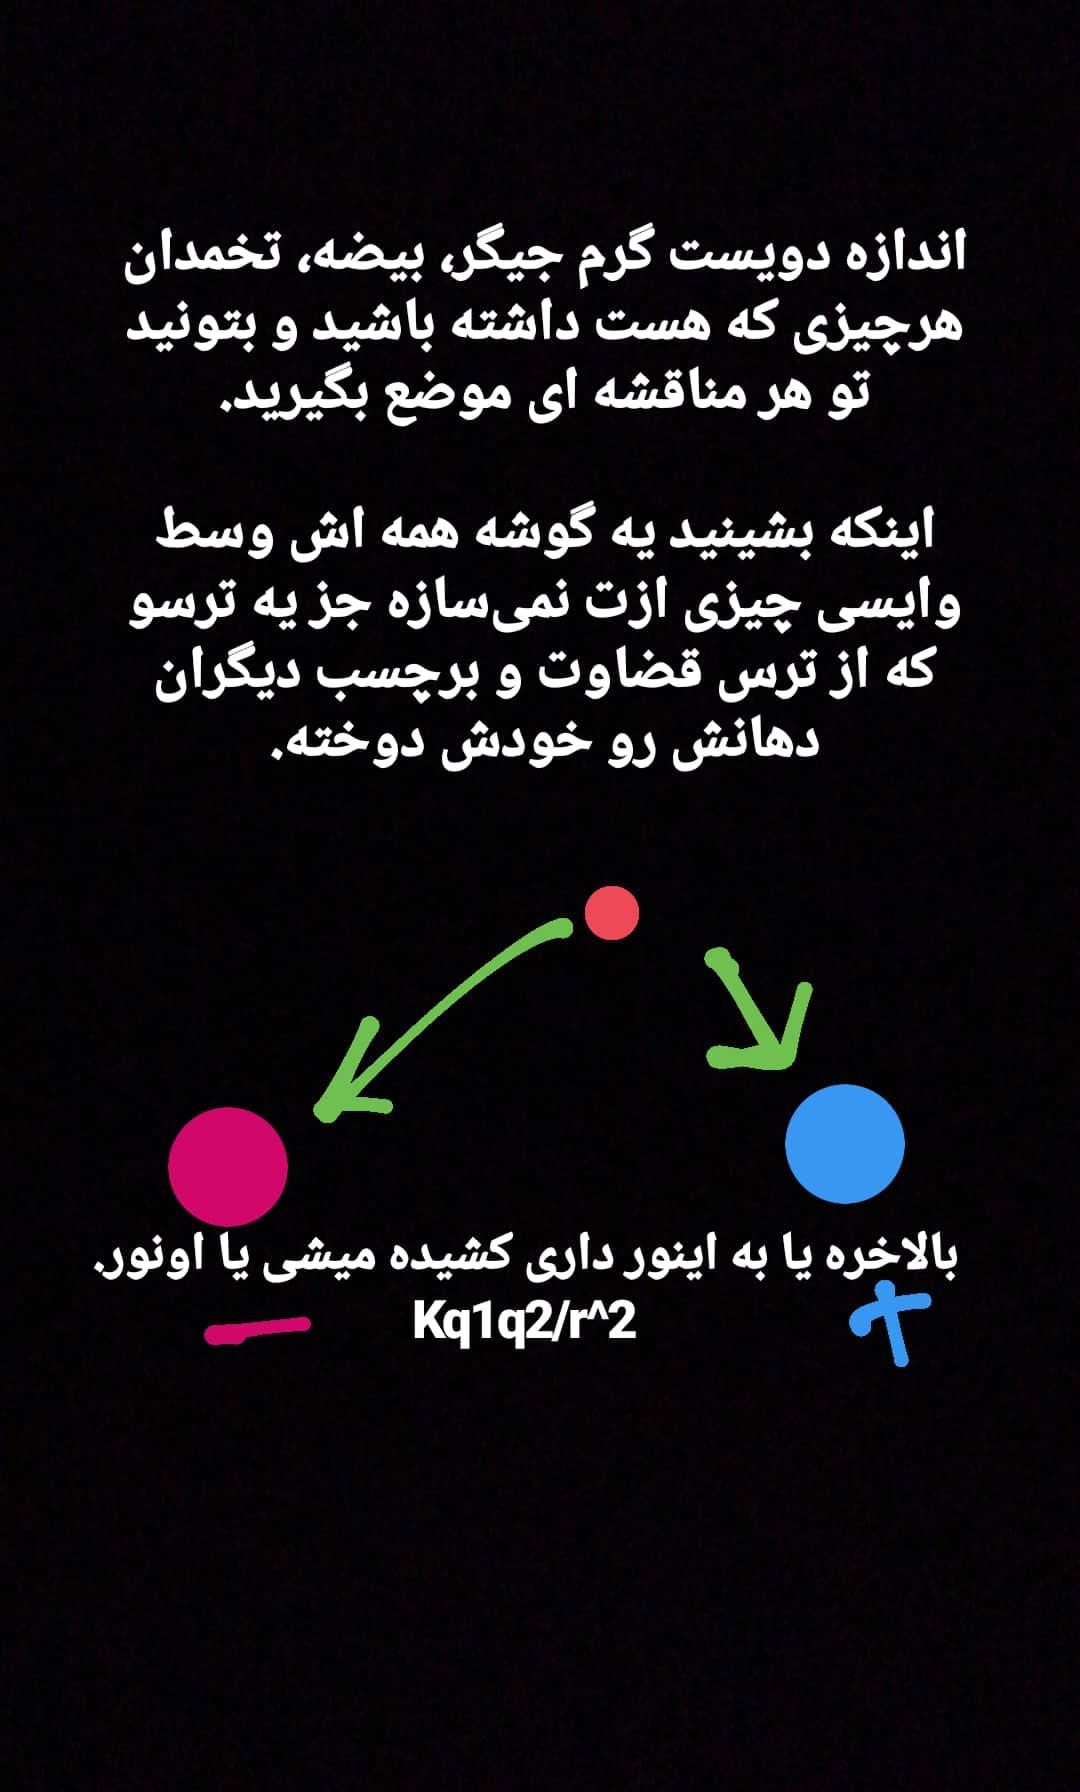 اندازه دویست گرم جیگر، بیضه، تخمدان
هرچیزی که هست داشته باشید و بتونید
تو هر مناقشه ای موضع بگیرید.
اینکه بشینید یه گوشه همه اش وسط
وایسی چیزی ازت نمی‌سازه جز یه ترسو
که از ترس قضاوت و برچسب دیگران
دهانش رو خودش دوخته.
بالاخره یا به اینور داری کشیده میشی یا اونور.
Kq1q2/r^2